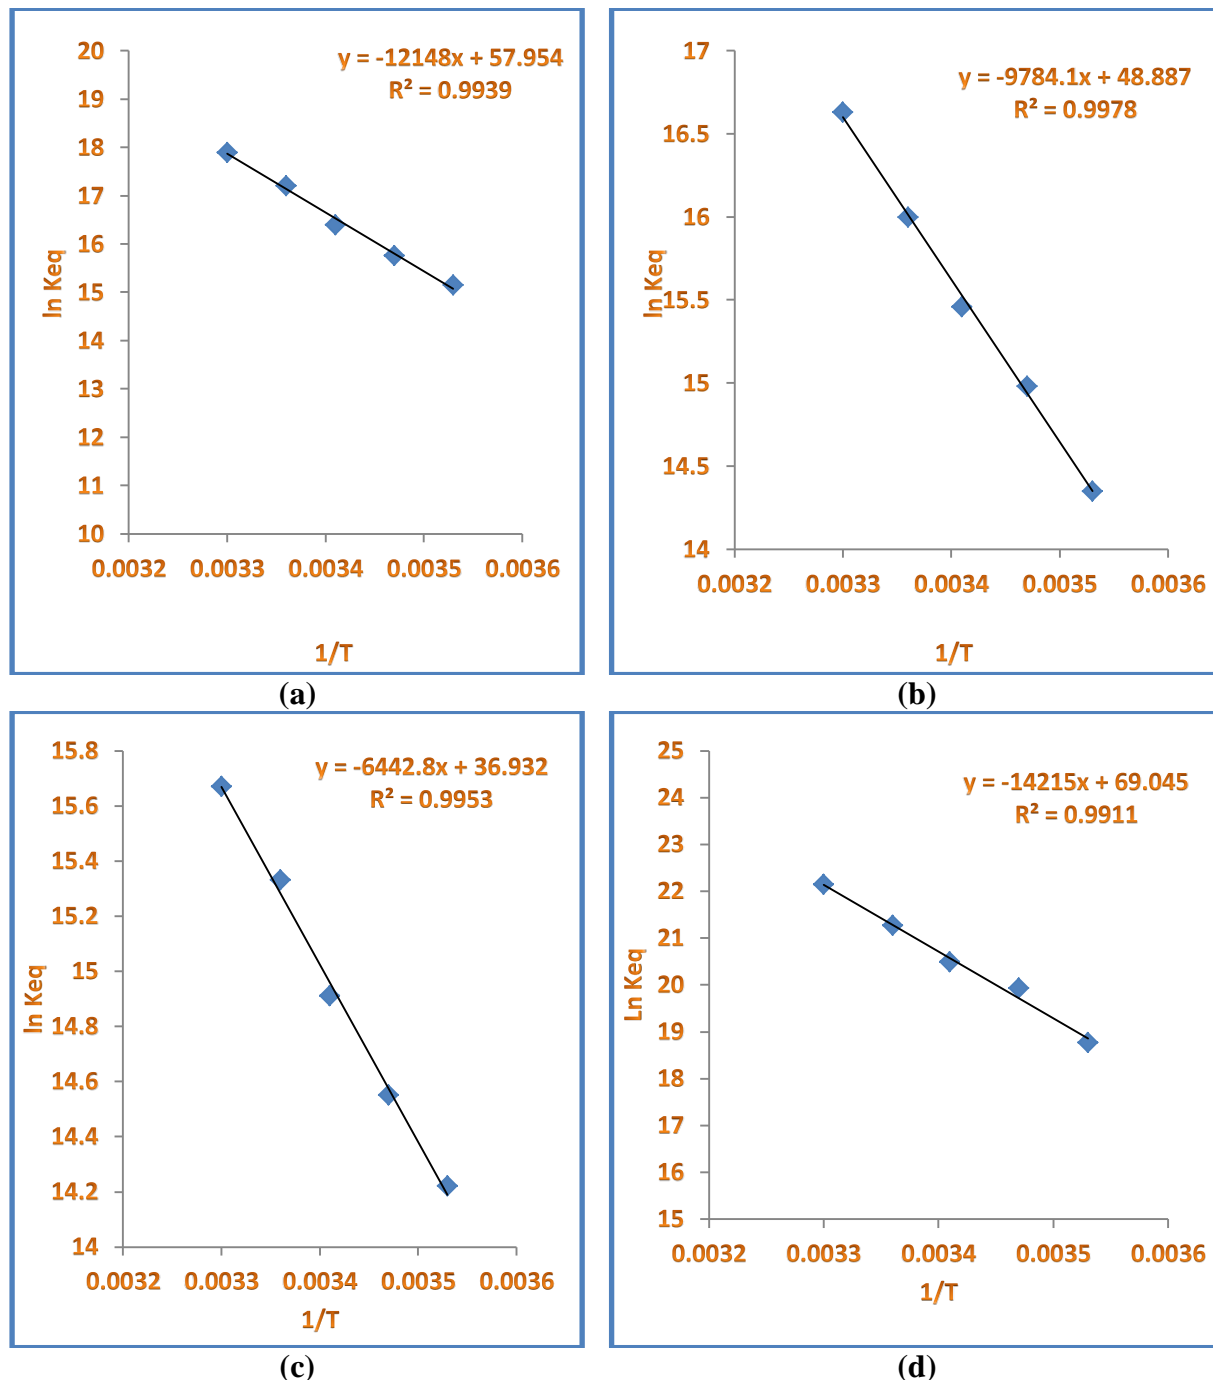 y = -12148x + 57.954
R² = 0.9939
20
19
18
17
16
15
14
13
12
11
10
ln Keq
0.0032 0.0033 0.0034 0.0035 0.0036
1/T
(a)
y = -9784.1x + 48.887
R² = 0.9978
17
16.5
16
15.5
15
14.5
14
ln Keq
0.0032 0.0033 0.0034 0.0035 0.0036
1/T
(b)
y = -6442.8x + 36.932
R² = 0.9953
15.8
15.6
15.4
15.2
15
14.8
14.6
14.4
14.2
14
ln Keq
0.0032 0.0033 0.0034 0.0035 0.0036
1/T
(c)
y = -14215x + 69.045
R² = 0.9911
25
24
23
22
21
20
19
18
17
16
15
Ln Keq
0.0032 0.0033 0.0034 0.0035 0.0036
1/T
(d)